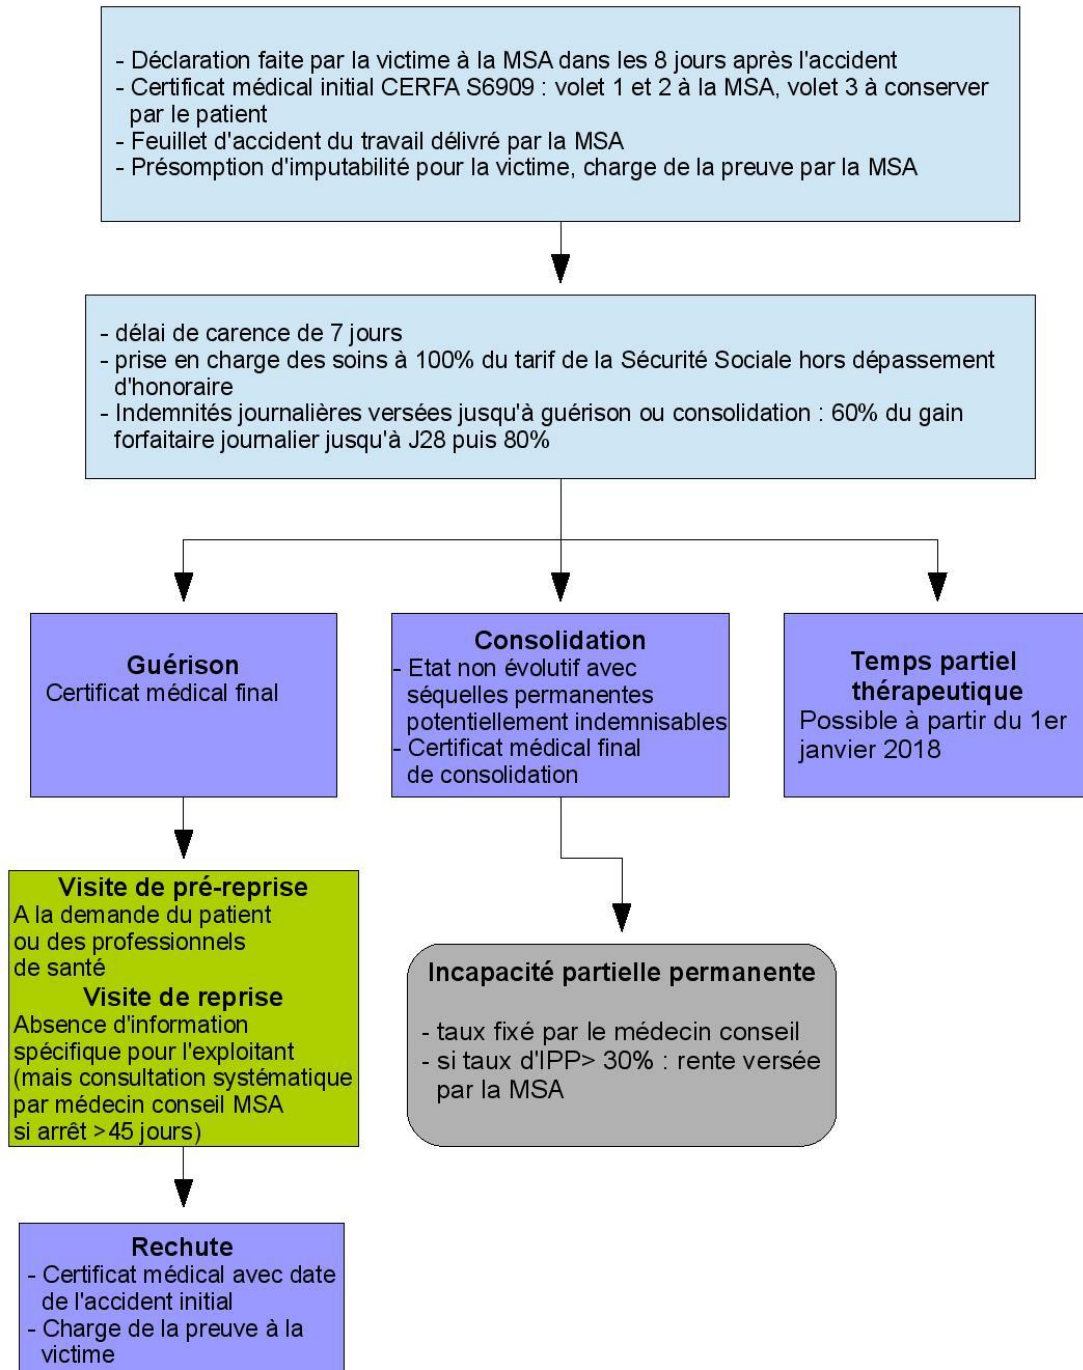 - Déclaration faite par la victime à la MSA dans les 8 jours après l'accident
- Certificat médical initial CERFA S6909 : volet 1 et 2 à la MSA, volet 3 à conserver
par le patient
- Feuillet d'accident du travail délivré par la MSA
- Présomption d'imputabilité pour la victime, charge de la preuve par la MSA
- délai de carence de 7 jours
- prise en charge des soins à 100% du tarif de la Sécurité Sociale hors dépassement
d'honoraire
- Indemnités journalières versées jusqu'à guérison ou consolidation : 60% du gain
forfaitaire journalier jusqu'à J28 puis 80%
Guérison
Certificat médical final
Consolidation
- Etat non évolutif avec
séquelles permanentes
potentiellement indemnisables
- Certificat médical final
de consolidation
Temps partiel
thérapeutique
Possible à partir du 1er
janvier 2018
Visite de pré-reprise
A la demande du patient
ou des professionnels
de santé
Visite de reprise
Absence d'information
spécifique pour l'exploitant
(mais consultation systématique
par médecin conseil MSA
si arrêt >45 jours)
Incapacité partielle permanente
- taux fixé par le médecin conseil
- si taux d'IPP> 30% : rente versée
par la MSA
Rechute
- Certificat médical avec date
de l'accident initial
- Charge de la preuve à la
victime